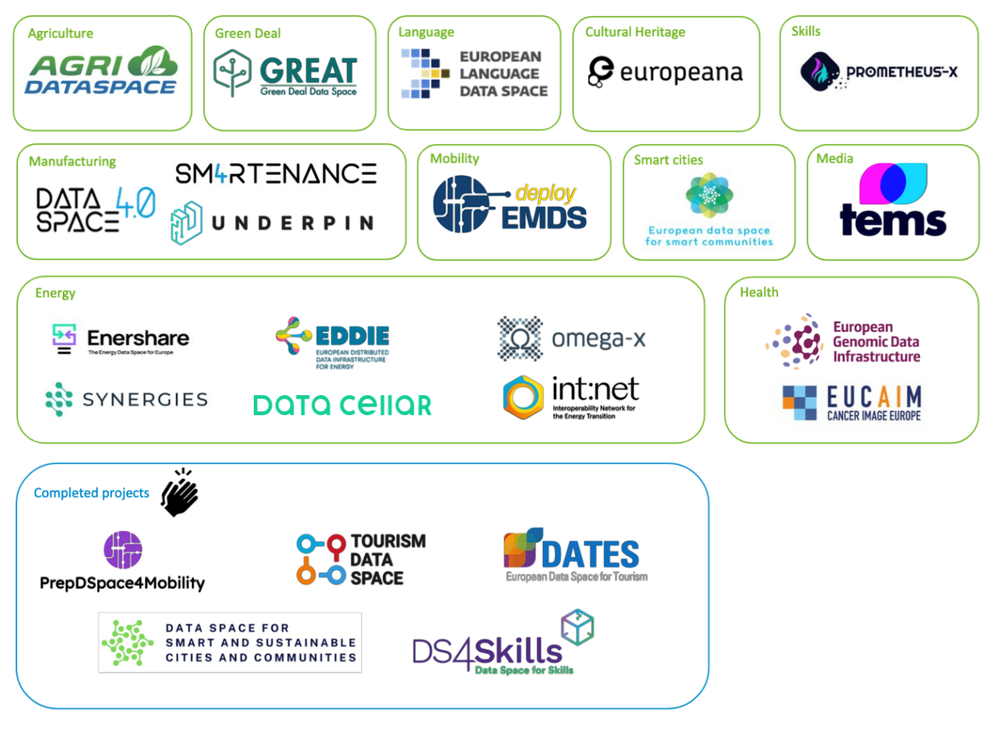 Agriculture
AGRI
DATASPACE
Green Deal
GREAT
Green Deal Data Space
Language
EUROPEAN
LANGUAGE
DATA SPACE
Cultural Heritage
europeana
Skills
PROMETHEUS-X
Manufacturing
DATA
SPACE 4.0
SM4RTENANCE
UNDERPIN
Mobility
deploy
EMDS
Smart cities
European data space
for smart communities
Media
tems
Energy
Enershare
The Energy Data Space for Europe
EDDIE
EUROPEAN DISTRIBUTED
DATA INFRASTRUCTURE
FOR ENERGY
omega-x
SYNERGIES
DATA CELLAR
int:net
Interoperability Network for
the Energy Transition
Health
European
Genomic Data
Infrastructure
EUCAIM
CANCER IMAGE EUROPE
Completed projects
PrepDSpace4Mobility
TOURISM
DATA
SPACE
DATES
European Data Space for Tourism
DATA SPACE FOR
SMART AND SUSTAINABLE
CITIES AND COMMUNITIES
DS4Skills
Data Space for Skills